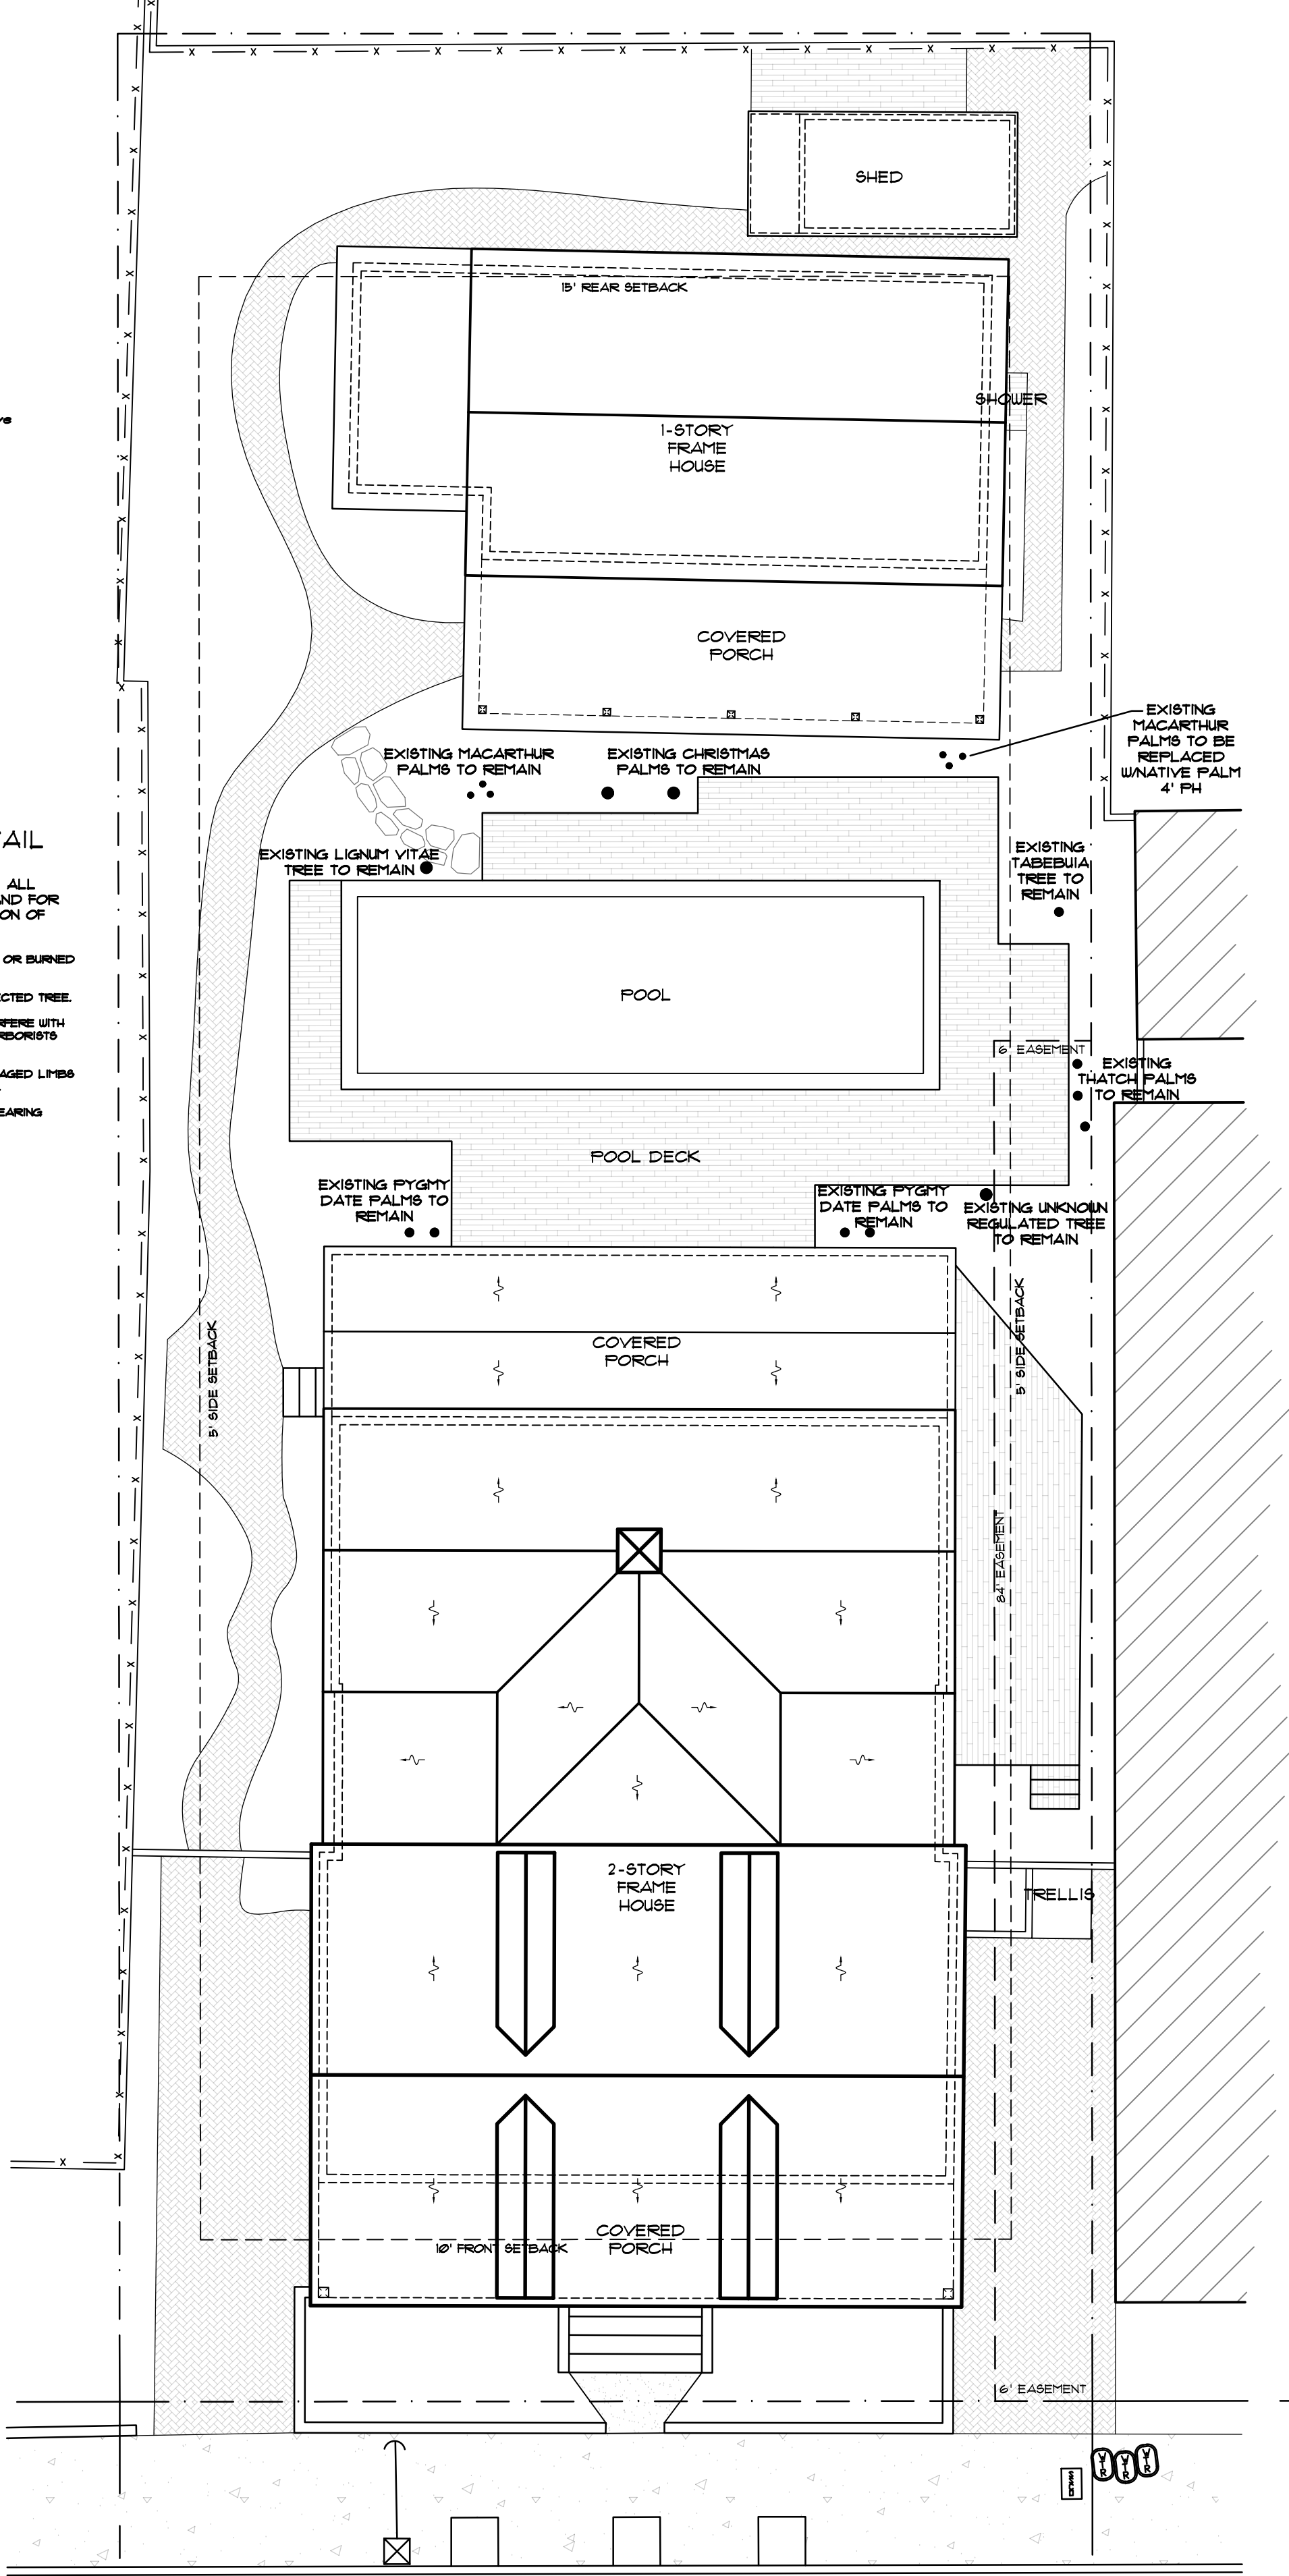 SHED
15' REAR SETBACK
SHOWER
1-STORY
FRAME
HOUSE
COVERED
PORCH
EXISTING
MACARTHUR
PALMS TO BE
REPLACED
W/NATIVE PALM
4' PH
EXISTING MACARTHUR
PALMS TO REMAIN
EXISTING CHRISTMAS
PALMS TO REMAIN
EXISTING LIGNUM VITAE
TREE TO REMAIN
EXISTING
TABEBUIA
TREE TO
REMAIN
ALL
AND FOR
ON OF
OR BURNED
CTED TREE.
RFERE WITH
RBORISTS
AGED LIMBS
EARING
POOL
6' EASEMENT
EXISTING
THATCH PALMS
TO REMAIN
POOL DECK
EXISTING PYGMY
DATE PALMS TO
REMAIN
EXISTING PYGMY
DATE PALMS TO
REMAIN
EXISTING UNKNOWN
REGULATED TREE
TO REMAIN
5' SIDE SETBACK
COVERED
PORCH
5' SIDE SETBACK
84' EASEMENT
2-STORY
FRAME
HOUSE
TRELLIS
COVERED
PORCH
10' FRONT SETBACK
6' EASEMENT
WTR
WTR
WTR